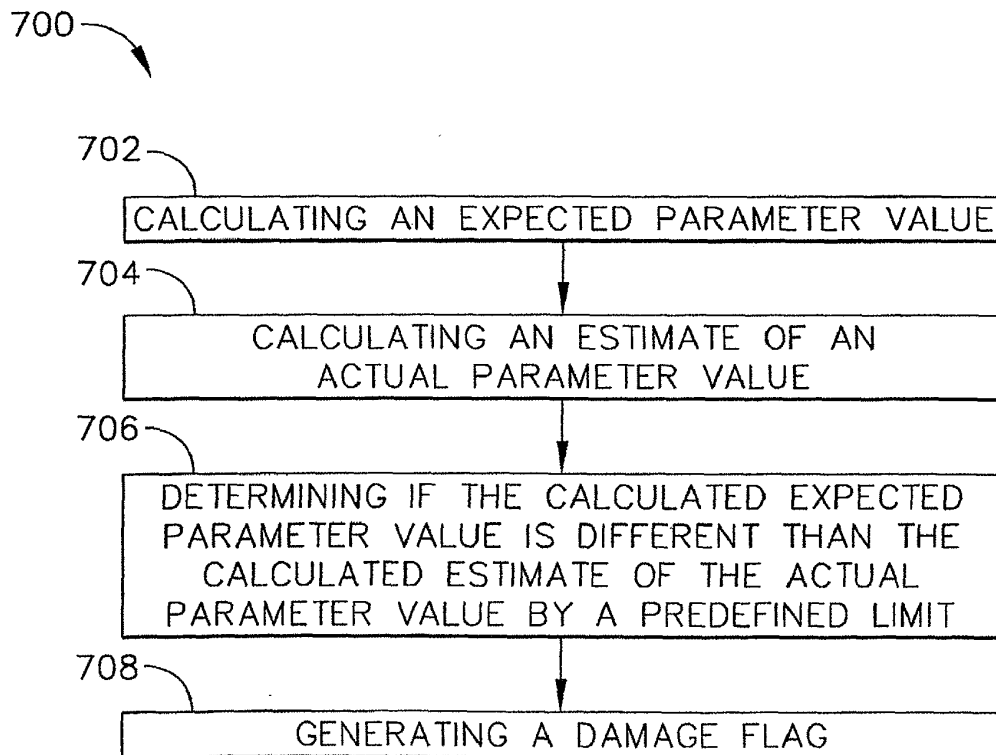 700
702
CALCULATING AN EXPECTED PARAMETER VALUE
704
CALCULATING AN ESTIMATE OF AN
ACTUAL PARAMETER VALUE
706
DETERMINING IF THE CALCULATED EXPECTED
PARAMETER VALUE IS DIFFERENT THAN THE
CALCULATED ESTIMATE OF THE ACTUAL
PARAMETER VALUE BY A PREDEFINED LIMIT
708
GENERATING A DAMAGE FLAG